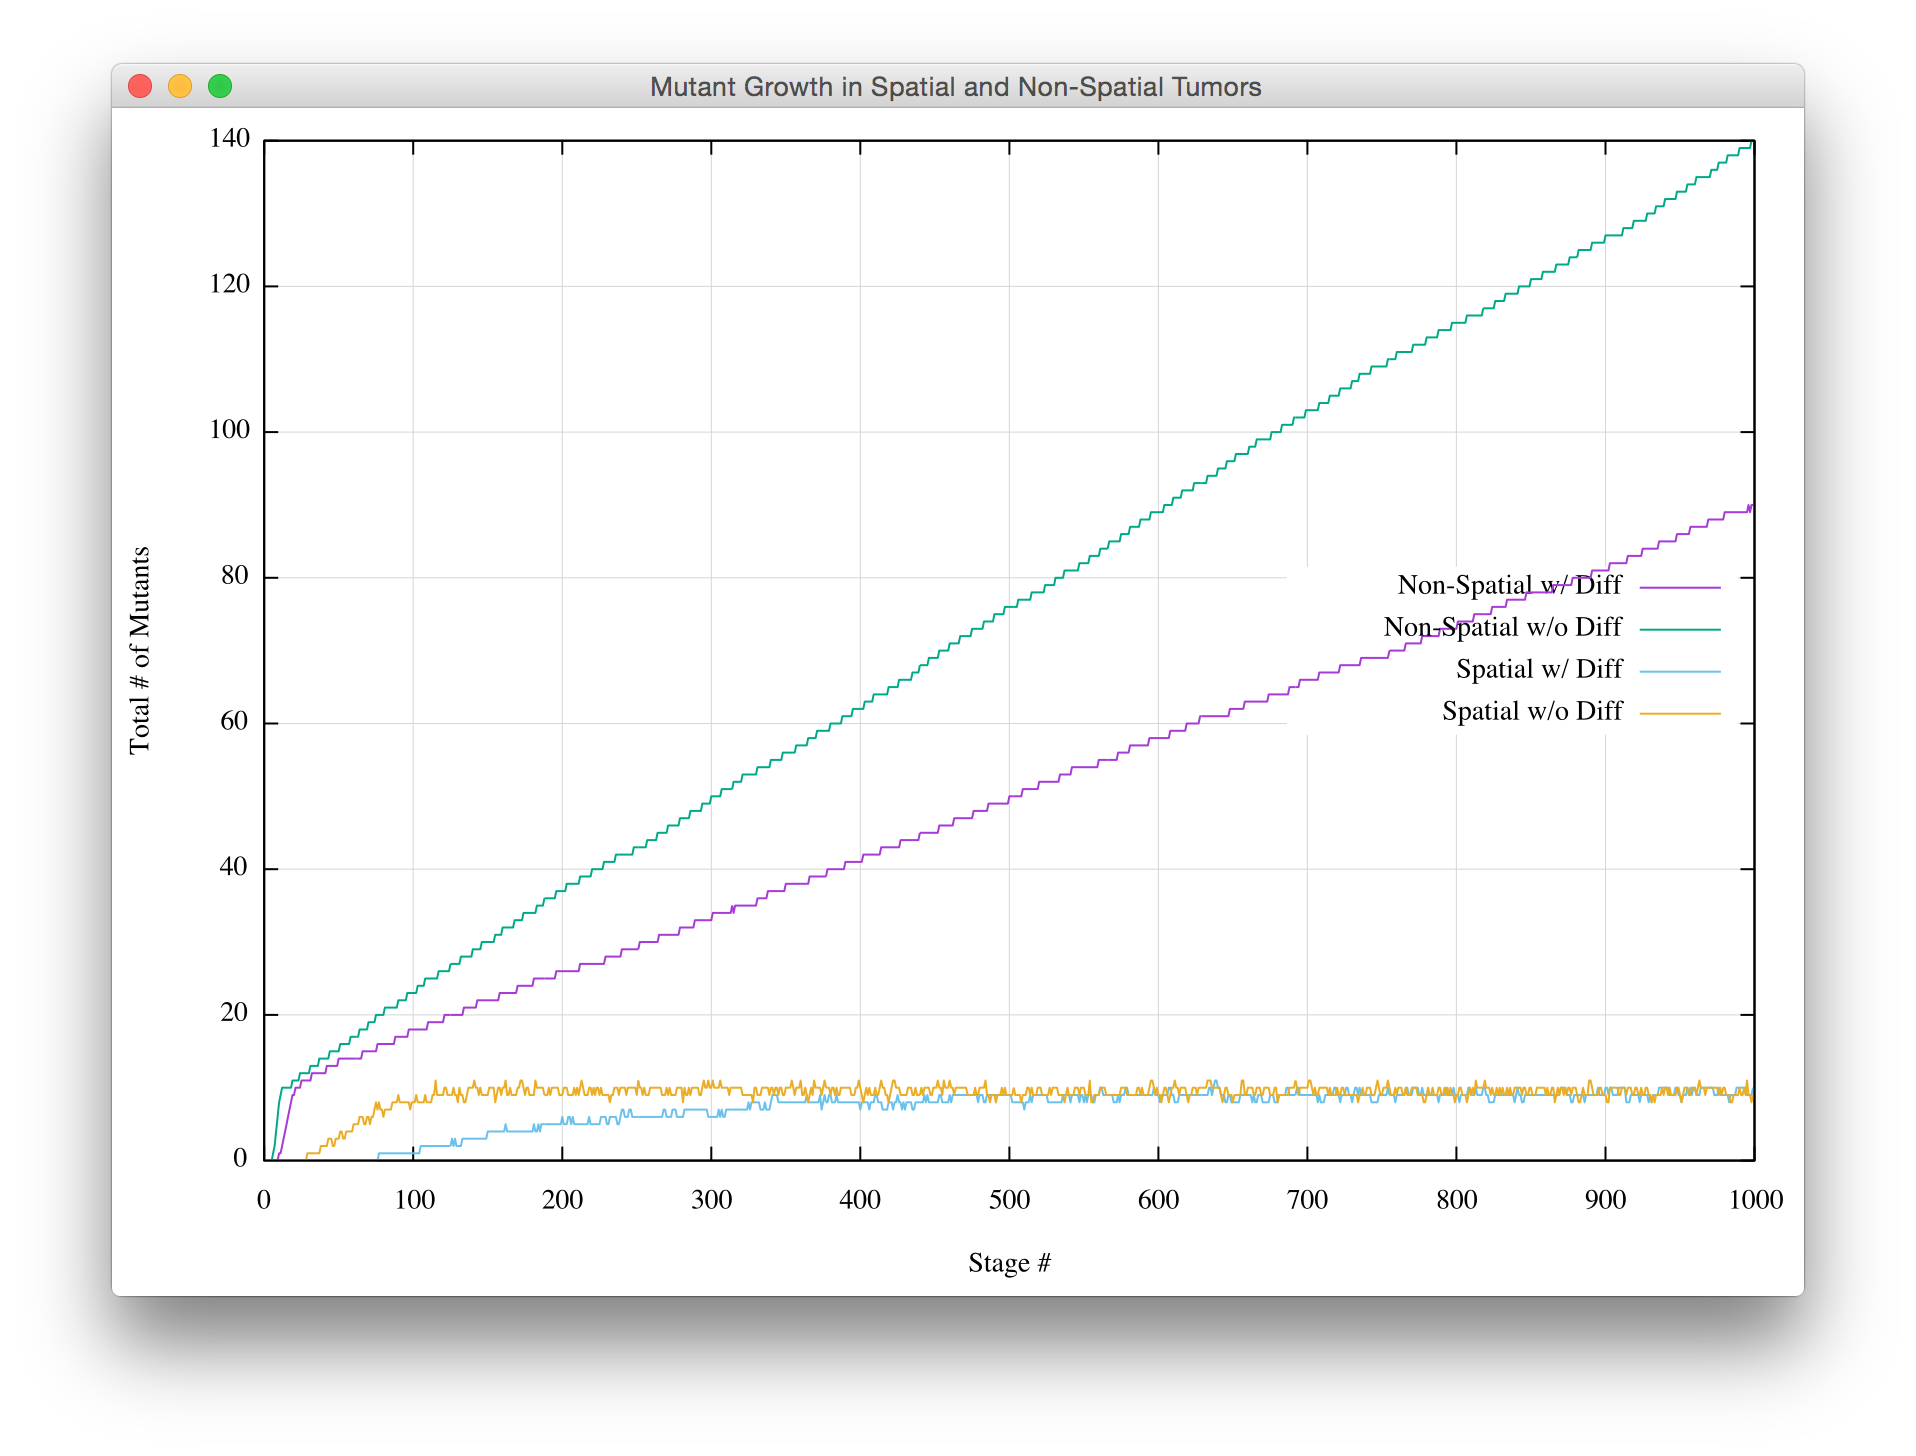 Mutant Growth in Spatial and Non-Spatial Tumors
140
120
100
80
60
40
20
0
Total # of Mutants
Non-Spatial w/ Diff
Non-Spatial w/o Diff
Spatial w/ Diff
Spatial w/o Diff
0 100 200 300 400 500 600 700 800 900 1000
Stage #